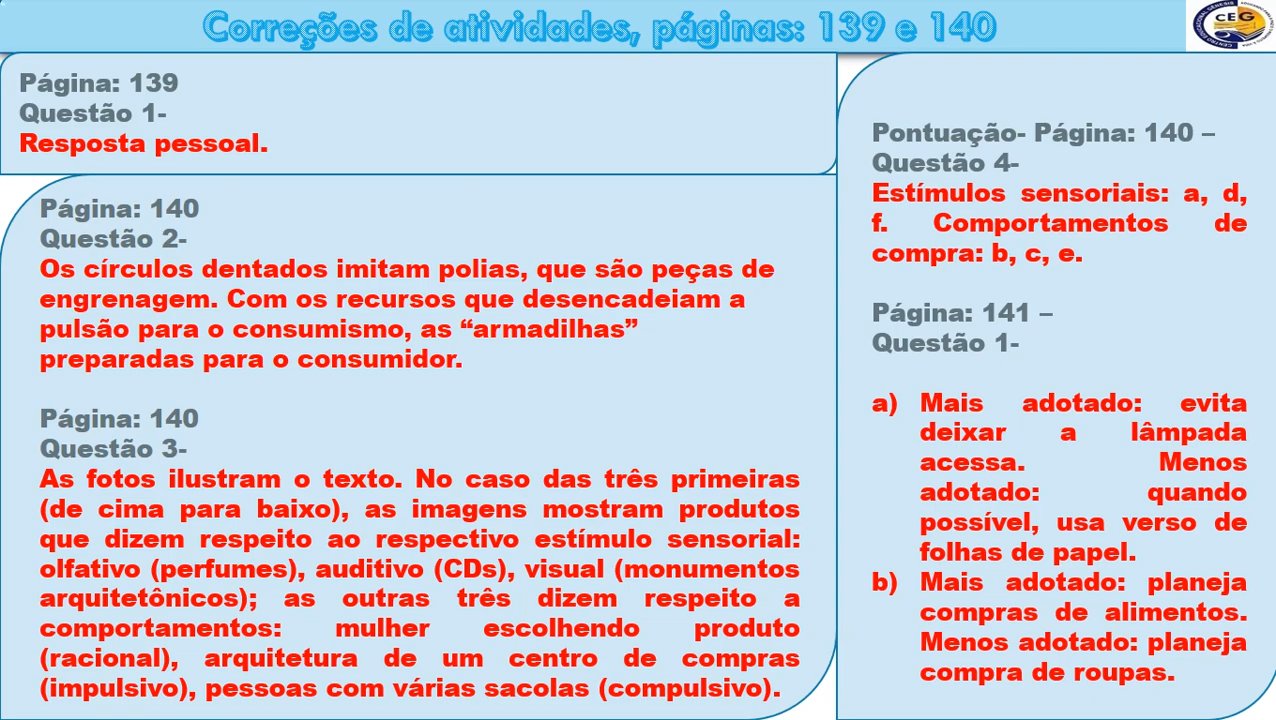 Correções de atividades, páginas: 139 e 140
CEG
Página: 139
Questão 1-
Resposta pessoal.
Página: 140
Questão 2-
Os círculos dentados imitam polias, que são peças de
engrenagem. Com os recursos que desencadeiam a
pulsão para o consumismo, as “armadilhas”
preparadas para o consumidor.
Página: 140
Questão 3-
As fotos ilustram o texto. No caso das três primeiras
(de cima para baixo), as imagens mostram produtos
que dizem respeito ao respectivo estímulo sensorial:
olfativo (perfumes), auditivo (CDs), visual (monumentos
arquitetônicos); as outras três dizem respeito a
comportamentos: mulher escolhendo produto
(racional), arquitetura de um centro de compras
(impulsivo), pessoas com várias sacolas (compulsivo).
Pontuação- Página: 140 –
Questão 4-
Estímulos sensoriais: a, d,
f. Comportamentos de
compra: b, c, e.
Página: 141 –
Questão 1-
a) Mais adotado: evita
deixar a lâmpada
acessa. Menos
adotado: quando
possível, usa verso de
folhas de papel.
b) Mais adotado: planeja
compras de alimentos.
Menos adotado: planeja
compra de roupas.